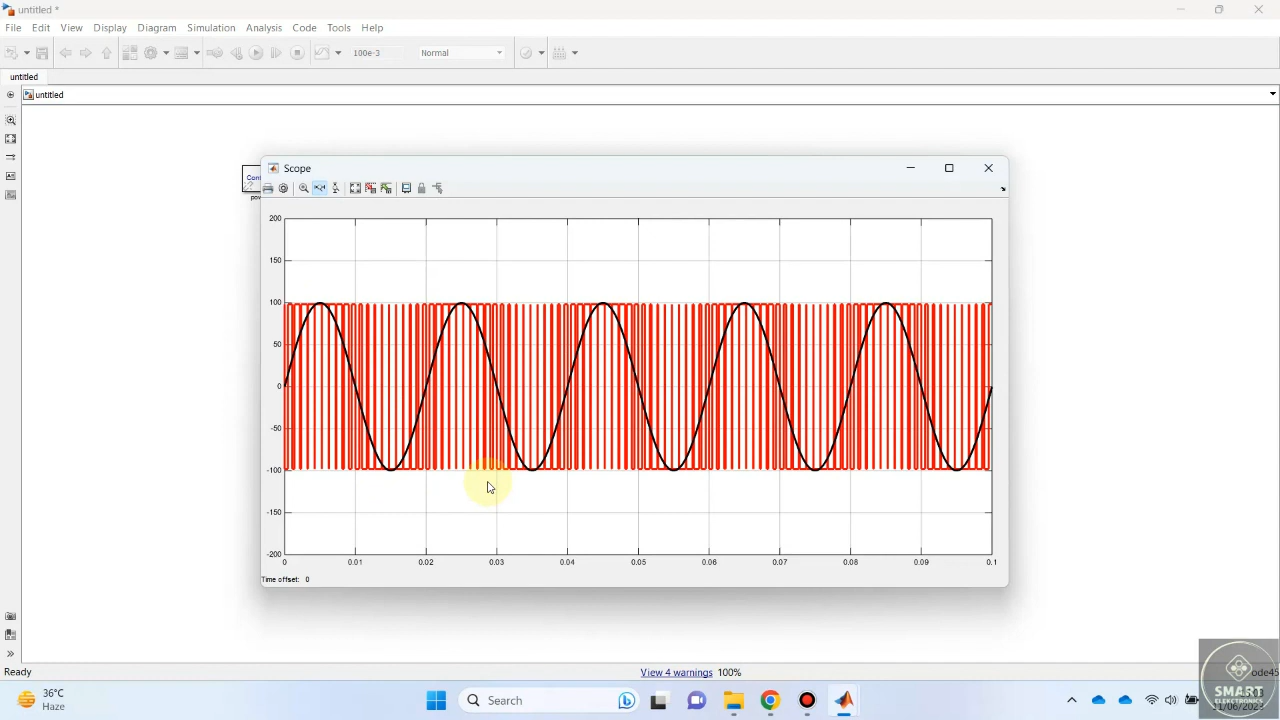 untitled *
File Edit View Display Diagram Simulation Analysis Code Tools Help
100e-3 Normal
untitled
untitled
Scope
200
150
100
50
0
-50
-100
-150
-200
0 0.01 0.02 0.03 0.04 0.05 0.06 0.07 0.08 0.09 0.1
Time offset: 0
Ready
View 4 warnings 100%
ode45
36°C
Haze
Search
SMART
ELERCTRONICS